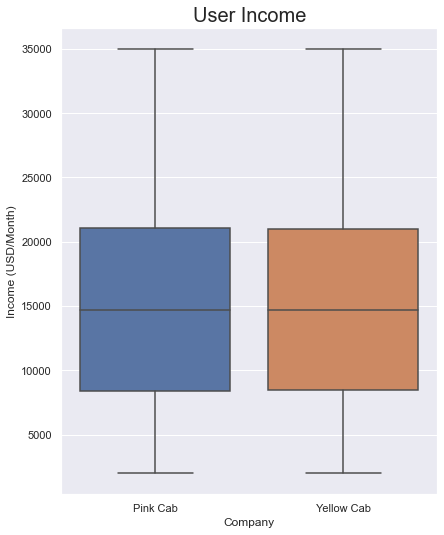 User Income
35000
30000
25000
20000
15000
10000
5000
Income (USD/Month)
Pink Cab
Yellow Cab
Company